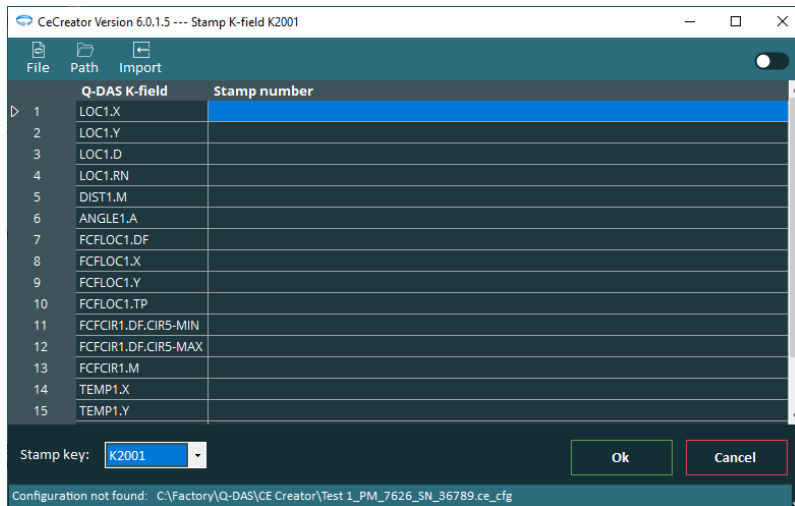 CeCreator Version 6.0.1.5 --- Stamp K-field K2001
File Path Import
Q-DAS K-field Stamp number
1 LOC1.X
2 LOC1.Y
3 LOC1.D
4 LOC1.RN
5 DIST1.M
6 ANGLE1.A
7 FCFLOC1.DF
8 FCFLOC1.X
9 FCFLOC1.Y
10 FCFLOC1.TP
11 FCFCIR1.DF.CIR5-MIN
12 FCFCIR1.DF.CIR5-MAX
13 FCFCIR1.M
14 TEMP1.X
15 TEMP1.Y
Stamp key: K2001 Ok Cancel
Configuration not found: C:\Factory\Q-DAS\CE Creator\Test 1_PM_7626_SN_36789.ce_cfg